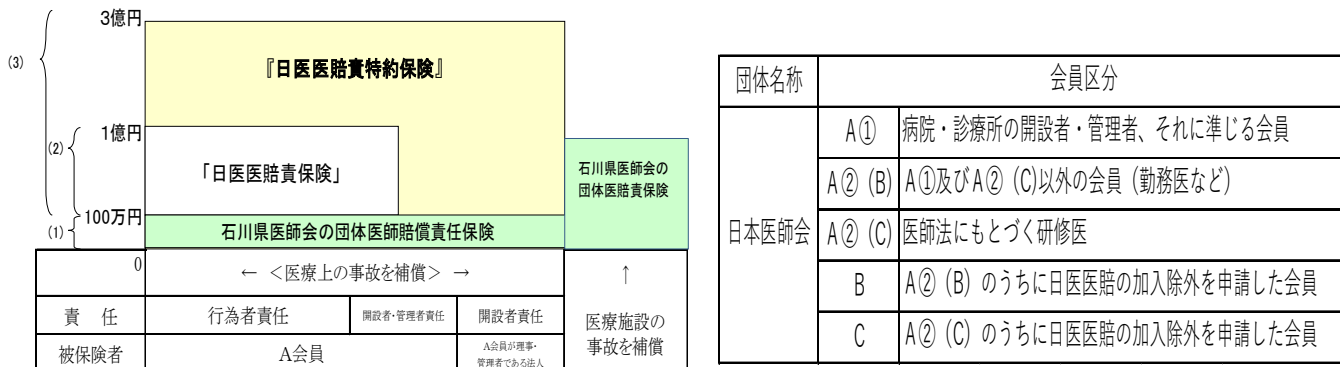 3億円
(3)
『日医医賠責特約保険』
1億円
(2)
「日医医賠責保険」
石川県医師会の
団体医賠責保険
100万円
(1)
石川県医師会の団体医師賠償責任保険
0
← <医療上の事故を補償> →
↑
医療施設の
事故を補償
責 任
行為者責任
開設者・管理者責任
開設者責任
被保険者
A会員
A会員が理事・
管理者である法人
団体名称
会員区分
日本医師会
A① 病院・診療所の開設者・管理者、それに準じる会員
A② (B) A①及びA② (C)以外の会員 (勤務医など)
A② (C) 医師法にもとづく研修医
B A② (B) のうちに日医医賠の加入除外を申請した会員
C A② (C) のうちに日医医賠の加入除外を申請した会員